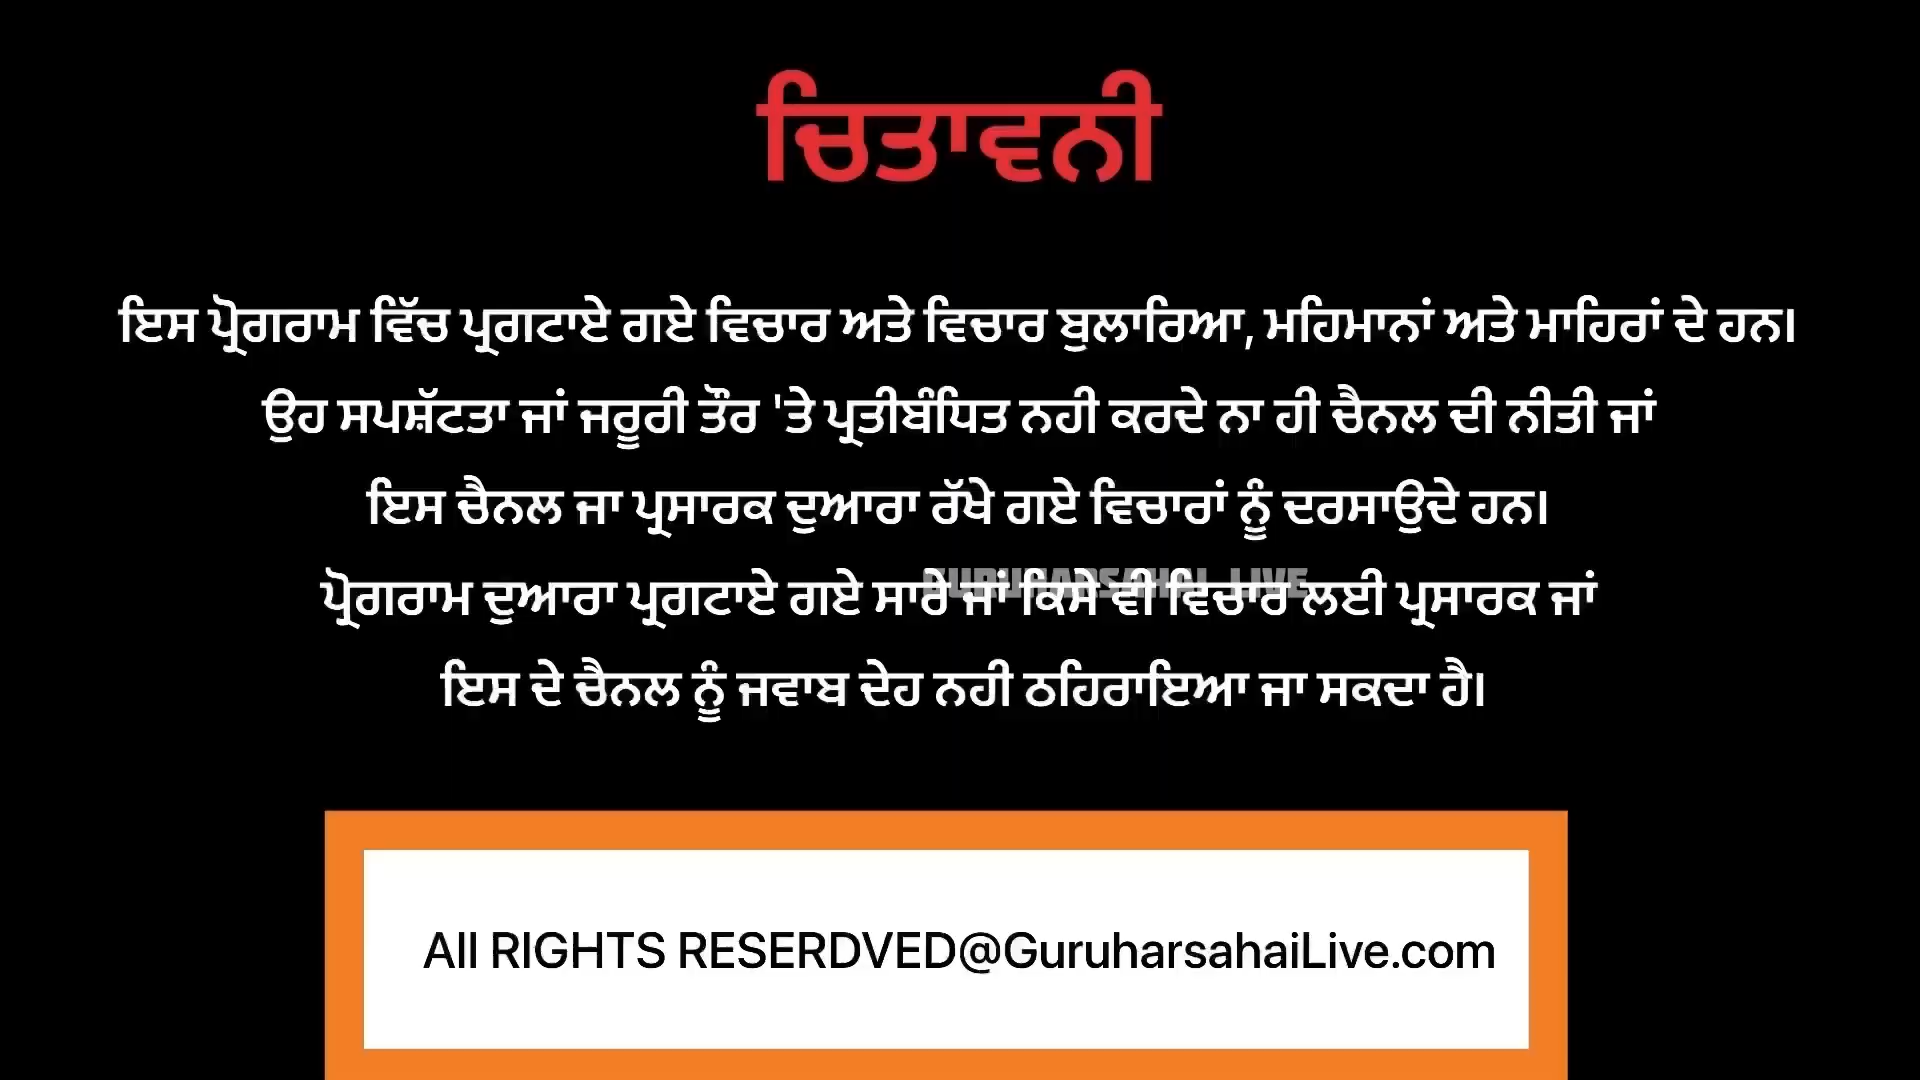 ਚਿਤਾਵਨੀ
ਇਸ ਪ੍ਰੋਗਰਾਮ ਵਿੱਚ ਪ੍ਰਗਟਾਏ ਗਏ ਵਿਚਾਰ ਅਤੇ ਵਿਚਾਰ ਬੁਲਾਰਿਆ, ਮਹਿਮਾਨਾਂ ਅਤੇ ਮਾਹਿਰਾਂ ਦੇ ਹਨ।
ਉਹ ਸਪਸ਼ੱਟਤਾ ਜਾਂ ਜਰੂਰੀ ਤੌਰ 'ਤੇ ਪ੍ਰਤੀਬੰਧਿਤ ਨਹੀ ਕਰਦੇ ਨਾ ਹੀ ਚੈਨਲ ਦੀ ਨੀਤੀ ਜਾਂ
ਇਸ ਚੈਨਲ ਜਾ ਪ੍ਰਸਾਰਕ ਦੁਆਰਾ ਰੱਖੇ ਗਏ ਵਿਚਾਰਾਂ ਨੂੰ ਦਰਸਾਉਦੇ ਹਨ।
GURUHARSAHAI LIVE
ਪ੍ਰੋਗਰਾਮ ਦੁਆਰਾ ਪ੍ਰਗਟਾਏ ਗਏ ਸਾਰੇ ਜਾਂ ਕਿਸੇ ਵੀ ਵਿਚਾਰ ਲਈ ਪ੍ਰਸਾਰਕ ਜਾਂ
ਇਸ ਦੇ ਚੈਨਲ ਨੂੰ ਜਵਾਬ ਦੇਹ ਨਹੀ ਠਹਿਰਾਇਆ ਜਾ ਸਕਦਾ ਹੈ।
All RIGHTS RESERDVED@GuruharsahaiLive.com